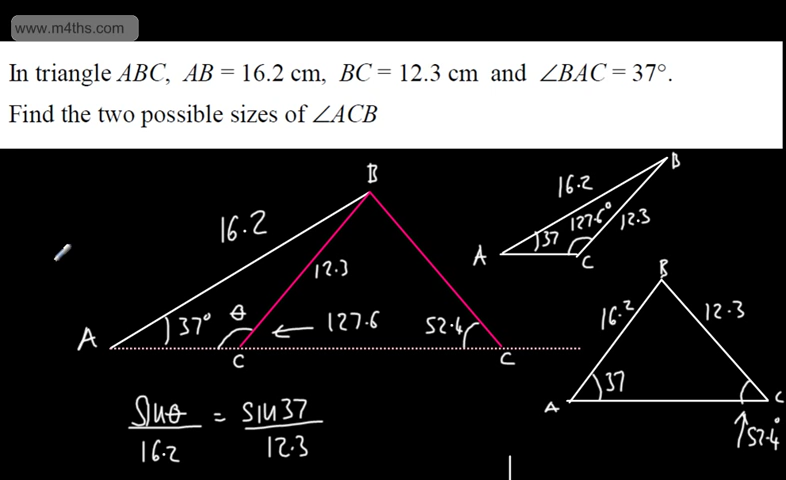 www.m4ths.com
In triangle ABC, AB = 16.2 cm, BC = 12.3 cm and ∠BAC = 37°.
Find the two possible sizes of ∠ACB
B
16.2
12.3
A
37°
θ
← 127.6
52.4
C
C
B
16.2
127.6°
12.3
A
37
C
B
16.2
12.3
A
37
C
↑52.4°
Sinθ = sin37
16.2 12.3